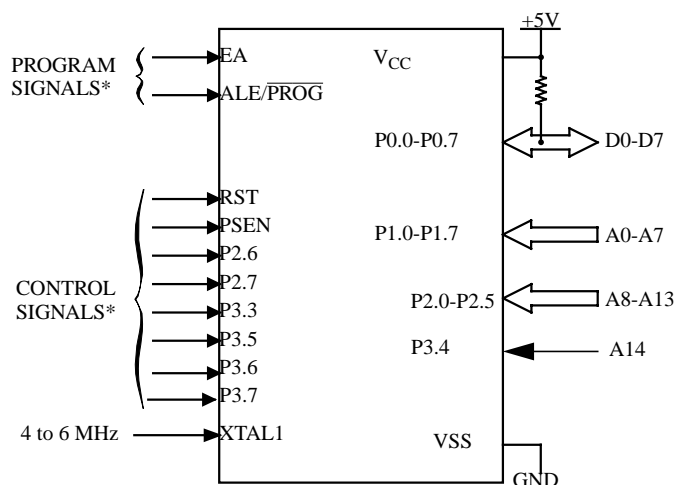 +5V
PROGRAM
SIGNALS*
EA
ALE/PROG
VCC
P0.0-P0.7
D0-D7
RST
PSEN
P2.6
P2.7
P3.3
P3.5
P3.6
P3.7
CONTROL
SIGNALS*
P1.0-P1.7
A0-A7
P2.0-P2.5
A8-A13
P3.4
A14
4 to 6 MHz
XTAL1
VSS
GND